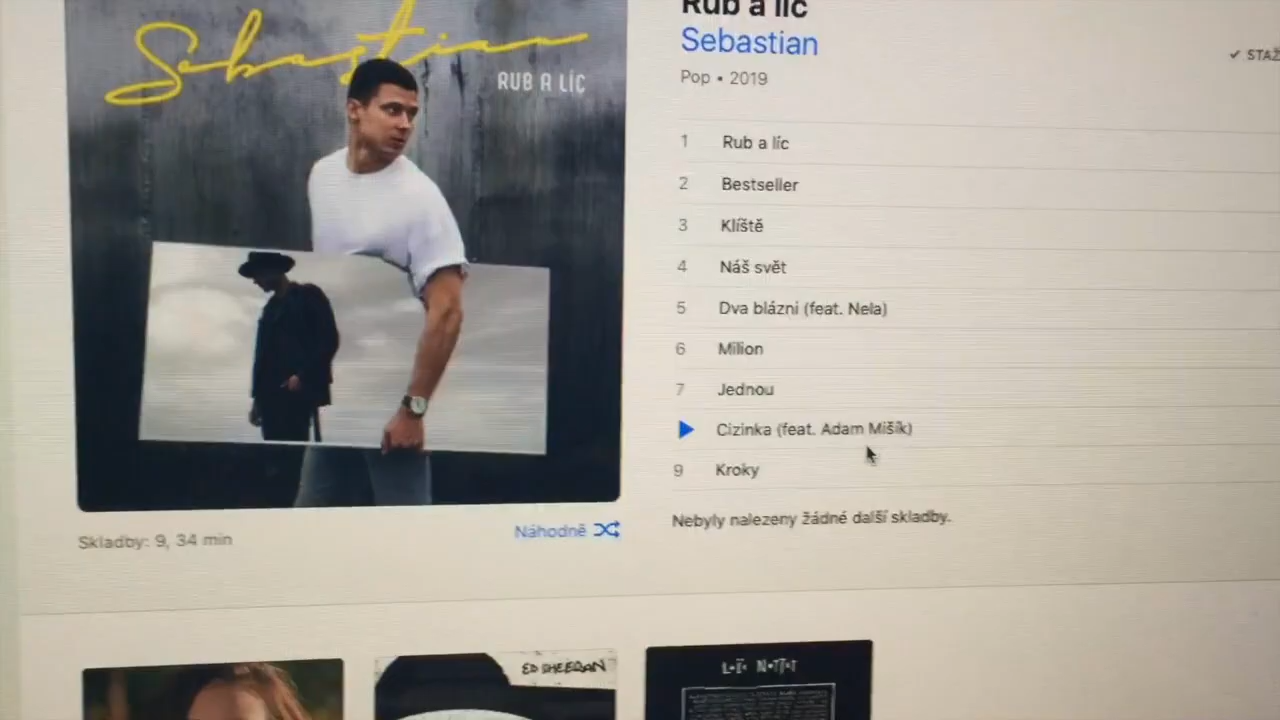 Sebastian
RUB A LÍC
Rub a líc
Sebastian
Pop • 2019
✓ STAŽ
1 Rub a líc
2 Bestseller
3 Klíště
4 Náš svět
5 Dva blázni (feat. Nela)
6 Milion
7 Jednou
Cizinka (feat. Adam Mišík)
9 Kroky
Nebyly nalezeny žádné další skladby.
Skladby: 9, 34 min
Náhodně
ED SHEERAN